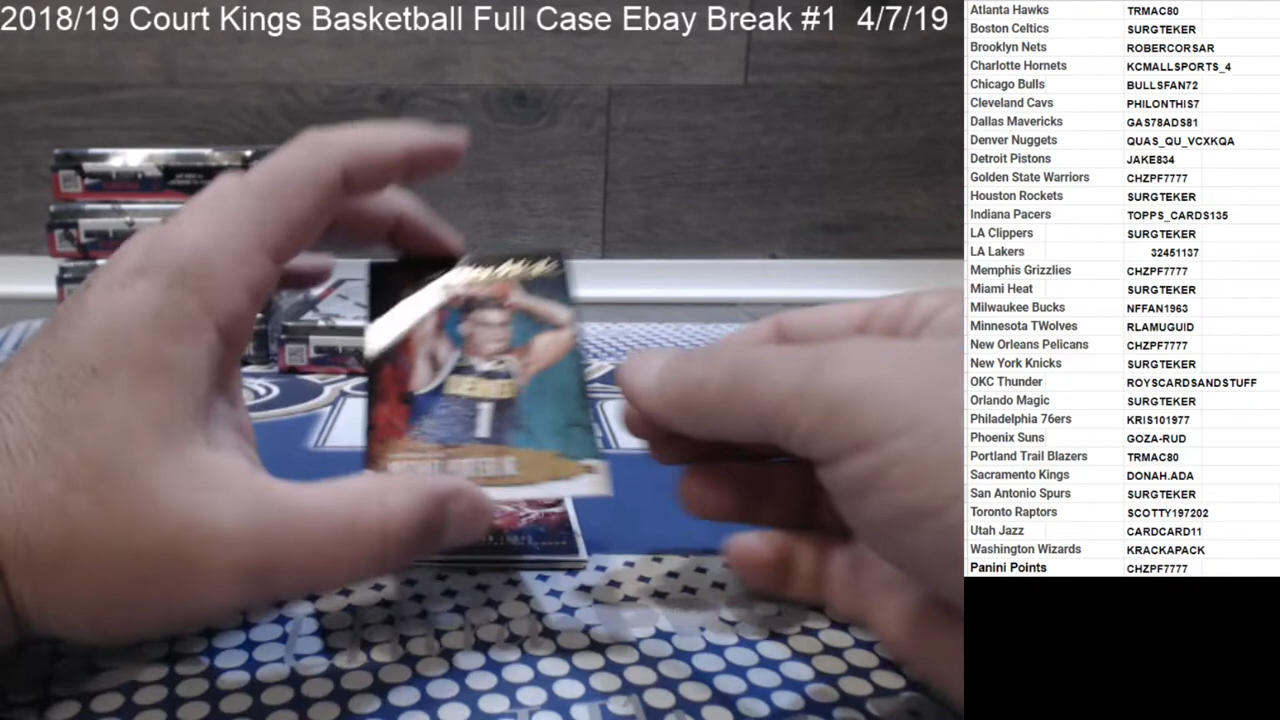 2018/19 Court Kings Basketball Full Case Ebay Break #1 4/7/19
Atlanta Hawks TRMAC80
Boston Celtics SURGTEKER
Brooklyn Nets ROBERCORSAR
Charlotte Hornets KCMALLSPORTS_4
Chicago Bulls BULLSFAN72
Cleveland Cavs PHILONTHIS7
Dallas Mavericks GAS78ADS81
Denver Nuggets QUAS_QU_VCXKQA
Detroit Pistons JAKE834
Golden State Warriors CHZPF7777
Houston Rockets SURGTEKER
Indiana Pacers TOPPS_CARDS135
LA Clippers SURGTEKER
LA Lakers 32451137
Memphis Grizzlies CHZPF7777
Miami Heat SURGTEKER
Milwaukee Bucks NFFAN1963
Minnesota TWolves RLAMUGUID
New Orleans Pelicans CHZPF7777
New York Knicks SURGTEKER
OKC Thunder ROYSCARDSANDSTUFF
Orlando Magic SURGTEKER
Philadelphia 76ers KRIS101977
Phoenix Suns GOZA-RUD
Portland Trail Blazers TRMAC80
Sacramento Kings DONAH.ADA
San Antonio Spurs SURGTEKER
Toronto Raptors SCOTTY197202
Utah Jazz CARDCARD11
Washington Wizards KRACKAPACK
Panini Points CHZPF7777
1